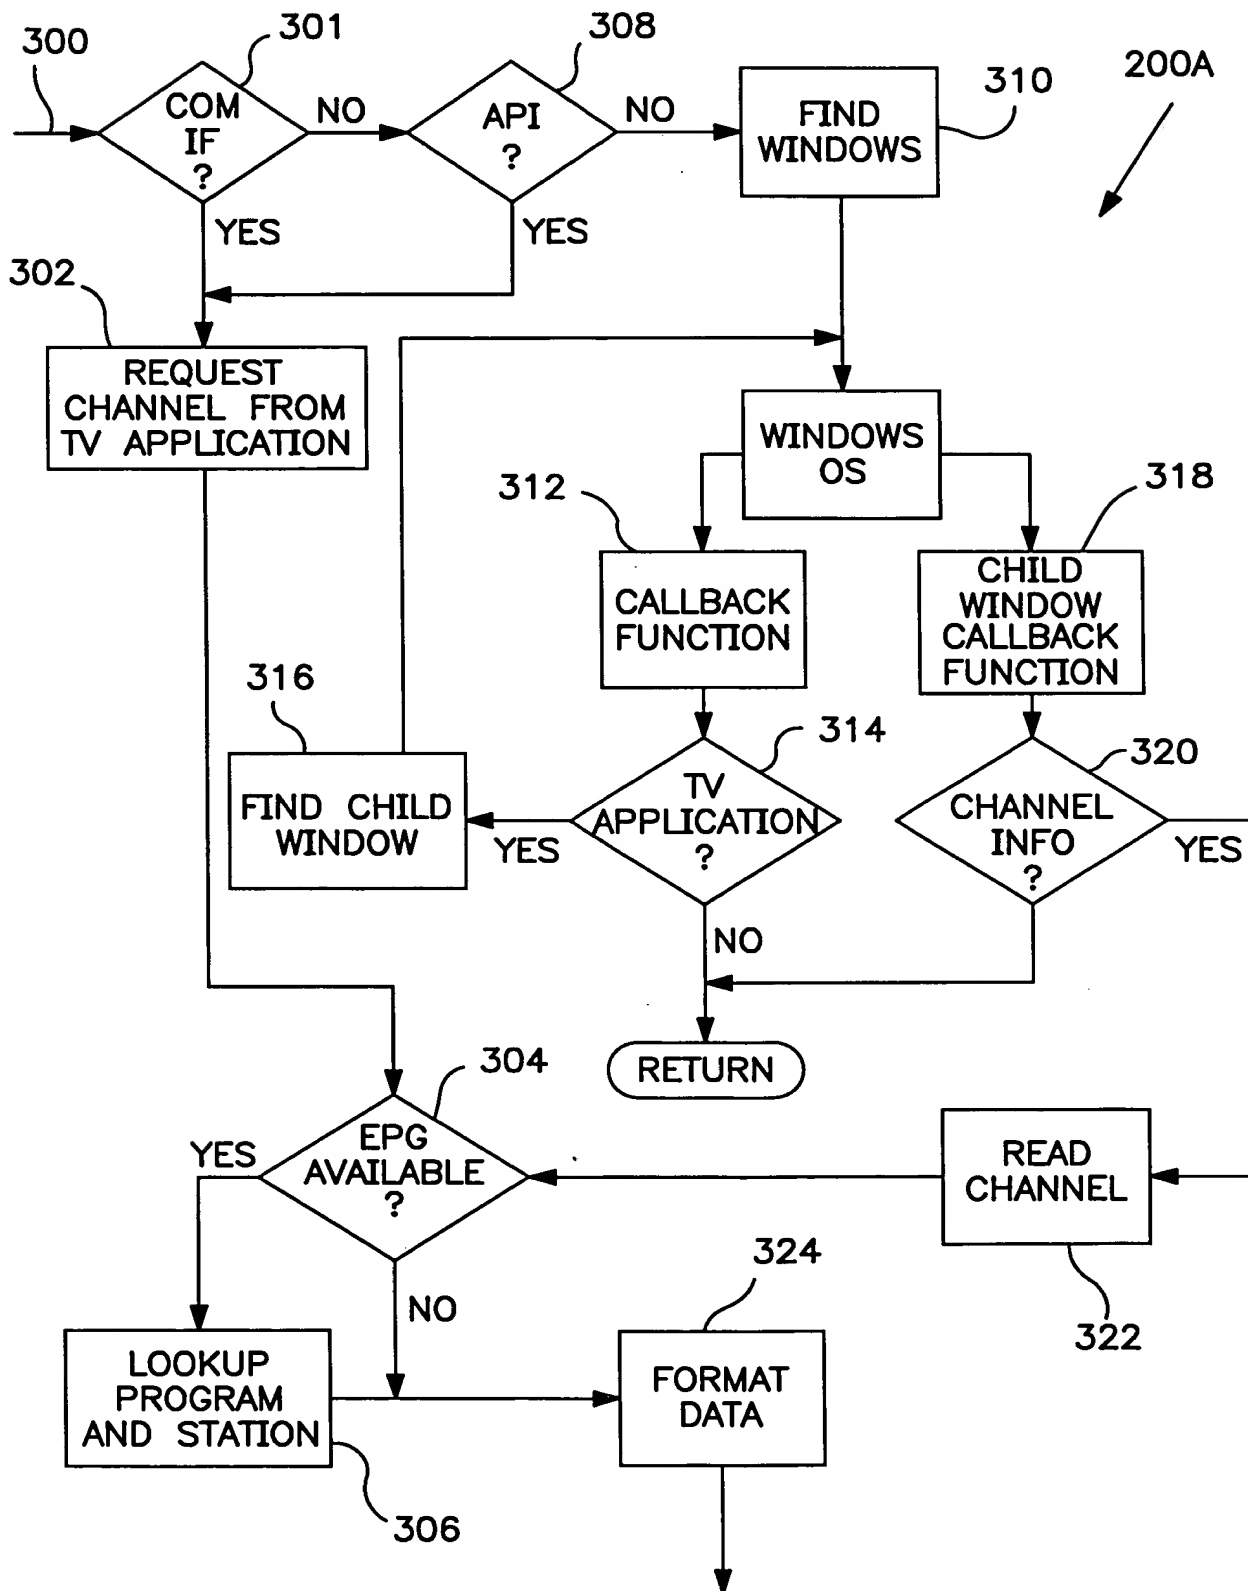 300
301
308
310
200A
COM
IF
?
NO
API
?
NO
FIND
WINDOWS
YES
YES
302
REQUEST
CHANNEL FROM
TV APPLICATION
WINDOWS
OS
312
318
CALLBACK
FUNCTION
CHILD
WINDOW
CALLBACK
FUNCTION
316
314
320
FIND CHILD
WINDOW
YES
TV
APPLICATION
?
CHANNEL
INFO
?
YES
NO
RETURN
304
YES
EPG
AVAILABLE
?
READ
CHANNEL
322
NO
324
LOOKUP
PROGRAM
AND STATION
FORMAT
DATA
306